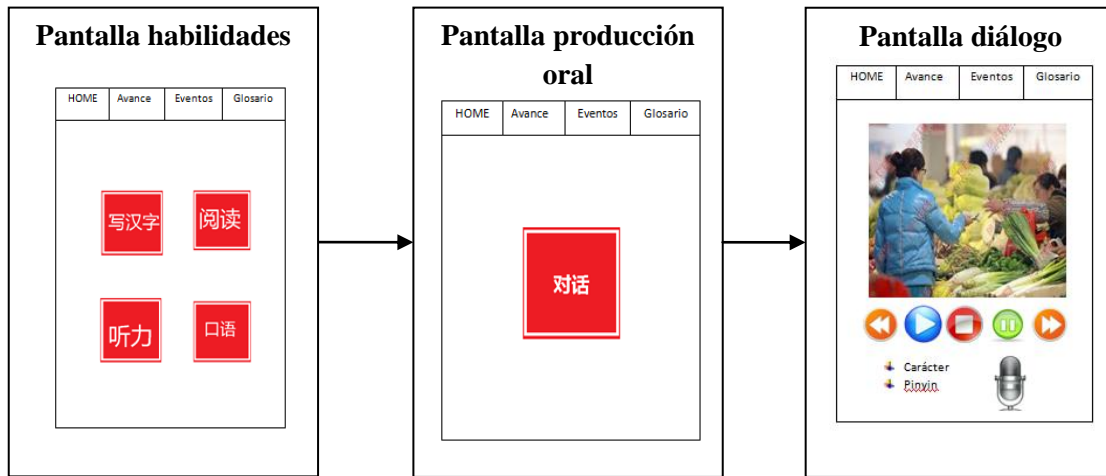 Pantalla habilidades
HOME Avance Eventos Glosario
写汉字 阅读
听力 口语
Pantalla producción
oral
HOME Avance Eventos Glosario
对话
Pantalla diálogo
HOME Avance Eventos Glosario
Carácter
Pinyin